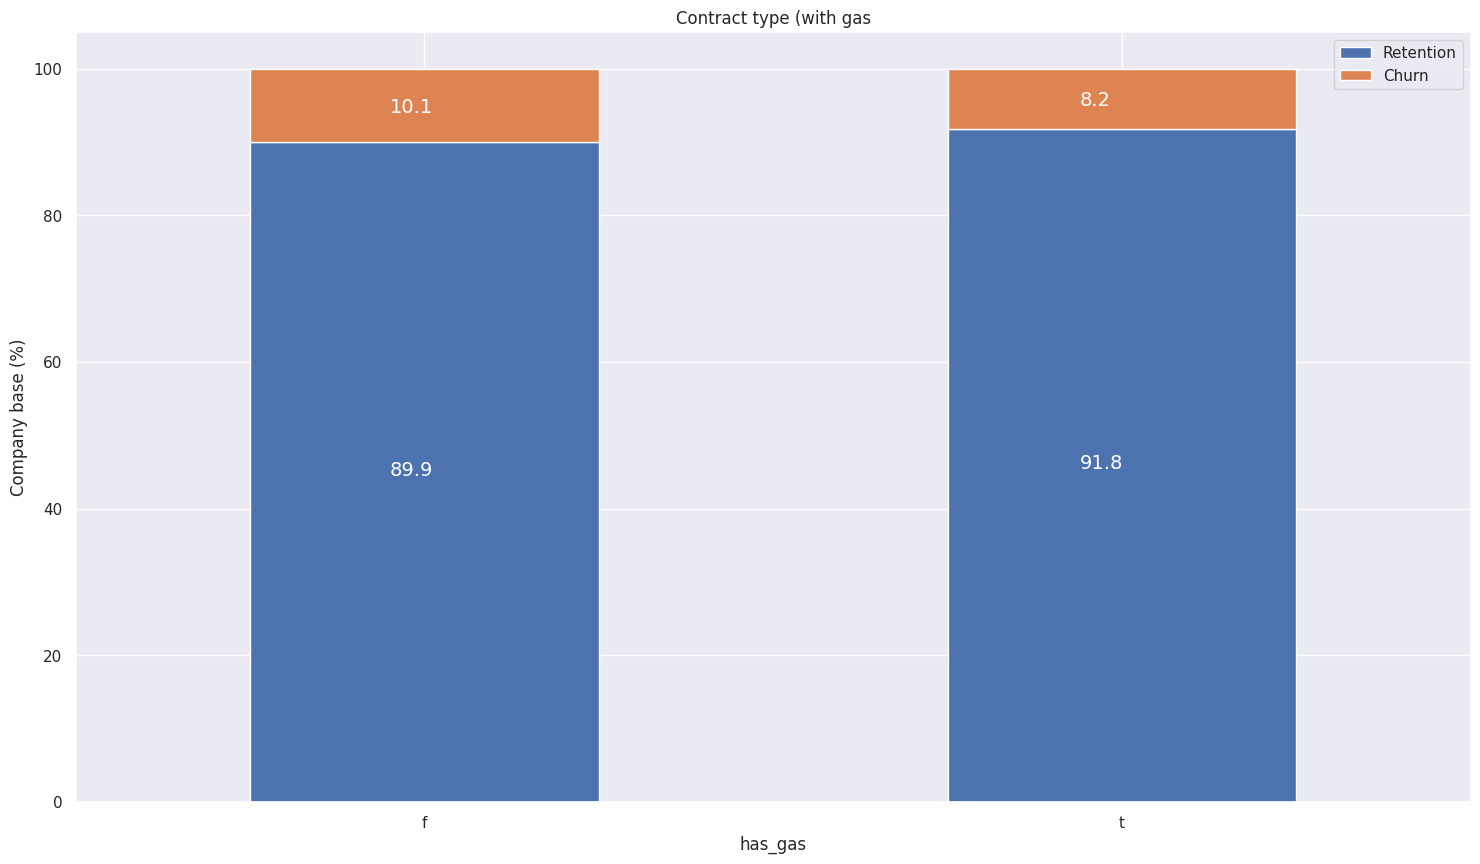 Contract type (with gas
Retention
Churn
Company base (%)
100
80
60
40
20
0
10.1
8.2
89.9
91.8
f
t
has_gas